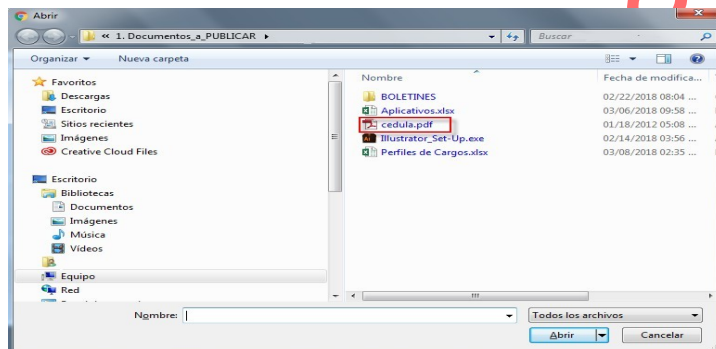 Abrir
« 1. Documentos_a_PUBLICAR
Buscar
Organizar Nueva carpeta
Favoritos
Descargas
Escritorio
Sitios recientes
Imágenes
Creative Cloud Files
Escritorio
Bibliotecas
Documentos
Imágenes
Música
Vídeos
Equipo
Red
Nombre Fecha de modifica...
BOLETINES 02/22/2018 08:04 ...
Aplicativos.xlsx 03/06/2018 09:58 ...
cedula.pdf 01/18/2012 05:08 ...
Illustrator_Set-Up.exe 02/14/2018 03:56 ...
Perfiles de Cargos.xlsx 03/08/2018 02:35 ...
Nombre: Todos los archivos
Abrir Cancelar